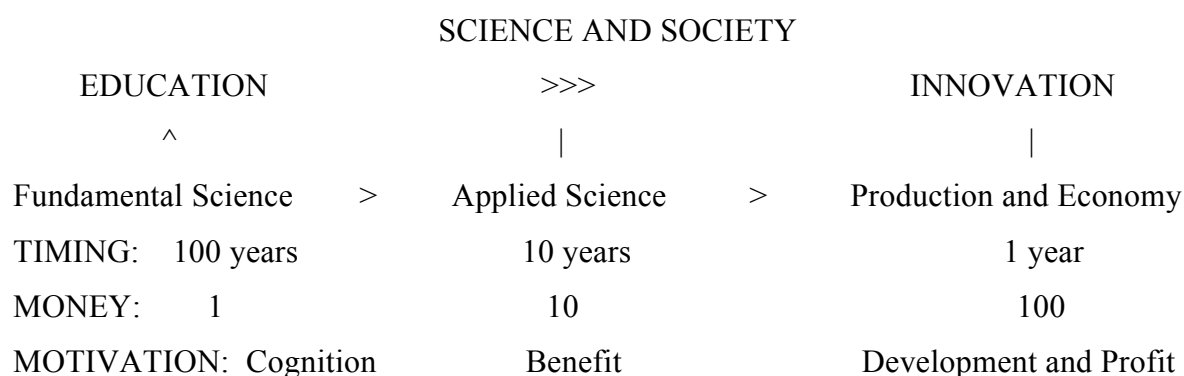 SCIENCE AND SOCIETY
EDUCATION >>> INNOVATION
^ | |
Fundamental Science > Applied Science > Production and Economy
TIMING: 100 years 10 years 1 year
MONEY: 1 10 100
MOTIVATION: Cognition Benefit Development and Profit